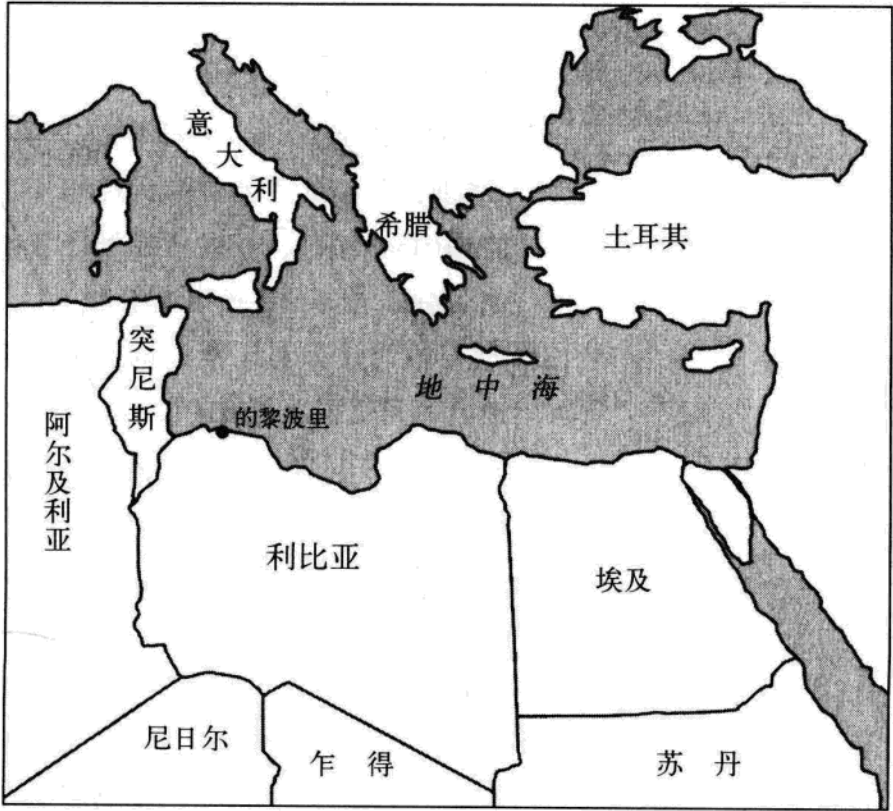 意大利
希腊
土耳其
突尼斯
地中海
的黎波里
阿尔及利亚
利比亚
埃及
尼日尔
乍得
苏丹